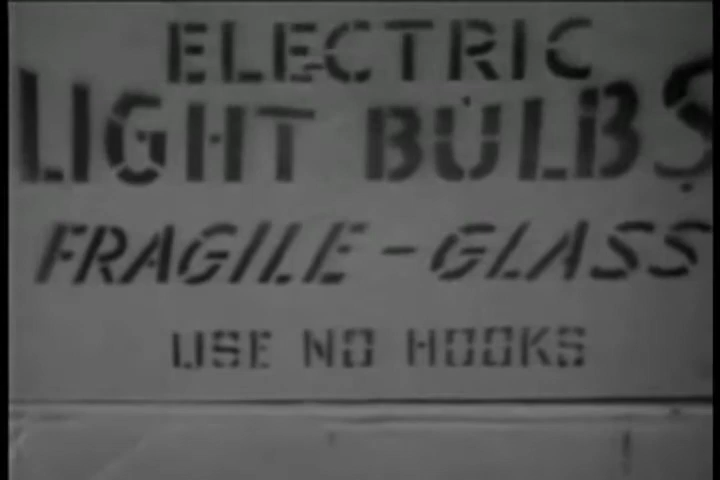 ELECTRIC
LIGHT BULBS
FRAGILE-GLASS
USE NO HOOKS